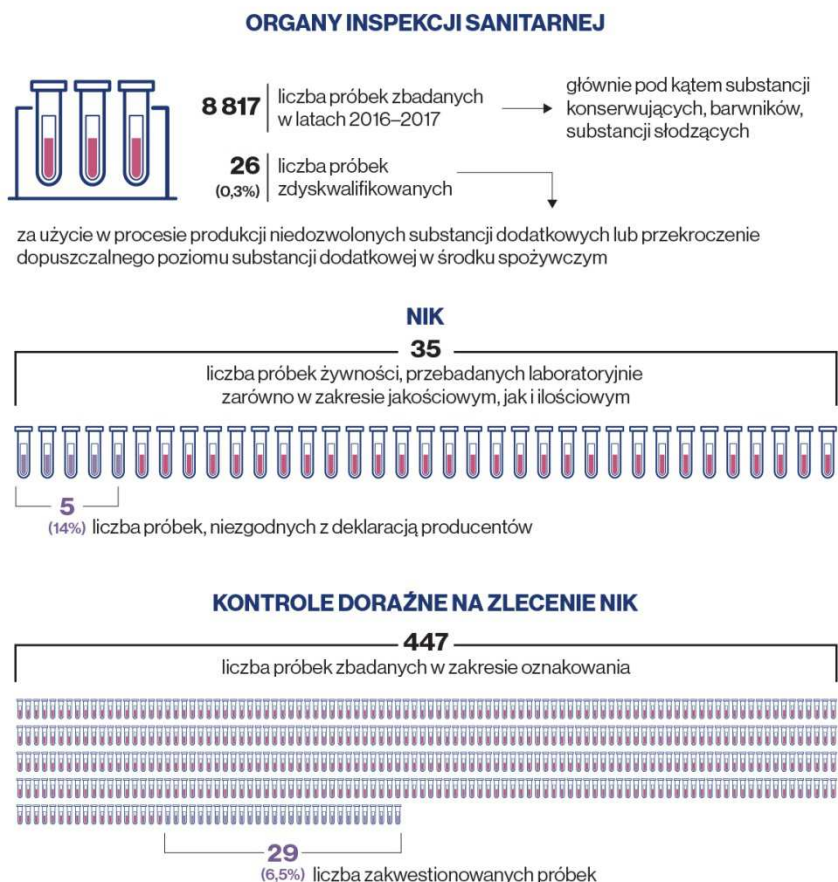 ORGANY INSPEKCJI SANITARNEJ
8 817
liczba próbek zbadanych
w latach 2016–2017
głównie pod kątem substancji
konserwujących, barwników,
substancji słodzących
26
(0,3%)
liczba próbek
zdyskwalifikowanych
za użycie w procesie produkcji niedozwolonych substancji dodatkowych lub przekroczenie
dopuszczalnego poziomu substancji dodatkowej w środku spożywczym
NIK
35
liczba próbek żywności, przebadanych laboratoryjnie
zarówno w zakresie jakościowym, jak i ilościowym
5
(14%) liczba próbek, niezgodnych z deklaracją producentów
KONTROLE DORAŹNE NA ZLECENIE NIK
447
liczba próbek zbadanych w zakresie oznakowania
29
(6,5%) liczba zakwestionowanych próbek